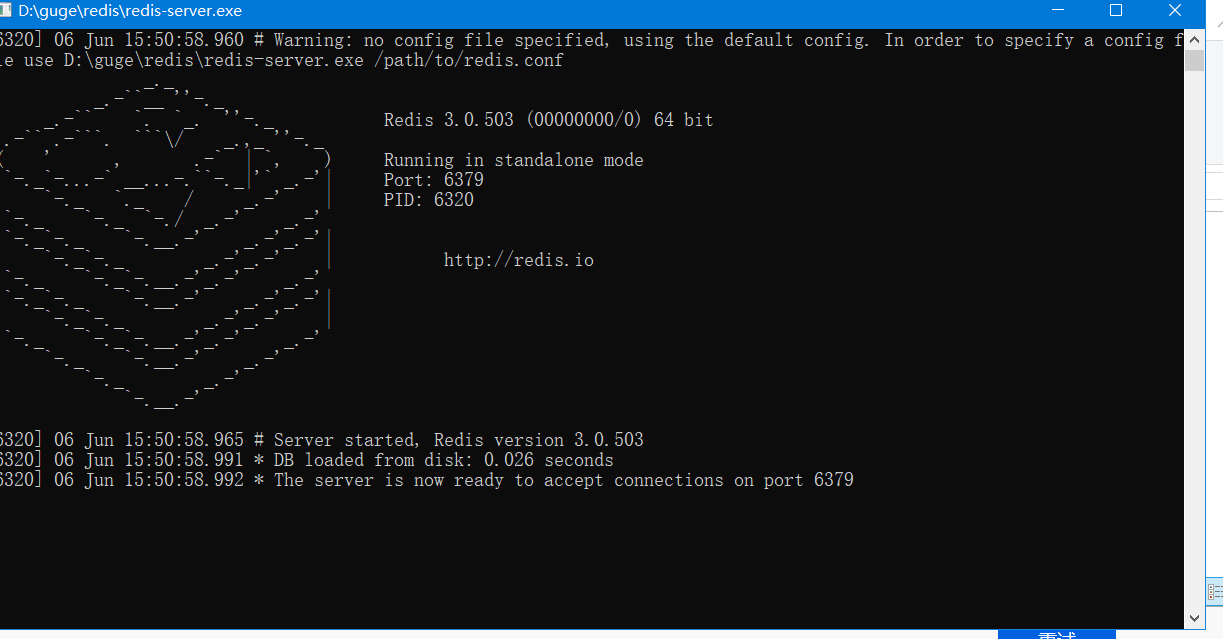 D:\guge\redis\redis-server.exe
6320] 06 Jun 15:50:58.960 # Warning: no config file specified, using the default config. In order to specify a config f
le use D:\guge\redis\redis-server.exe /path/to/redis.conf
Redis 3.0.503 (00000000/0) 64 bit
Running in standalone mode
Port: 6379
PID: 6320
http://redis.io
6320] 06 Jun 15:50:58.965 # Server started, Redis version 3.0.503
6320] 06 Jun 15:50:58.991 * DB loaded from disk: 0.026 seconds
6320] 06 Jun 15:50:58.992 * The server is now ready to accept connections on port 6379
重试